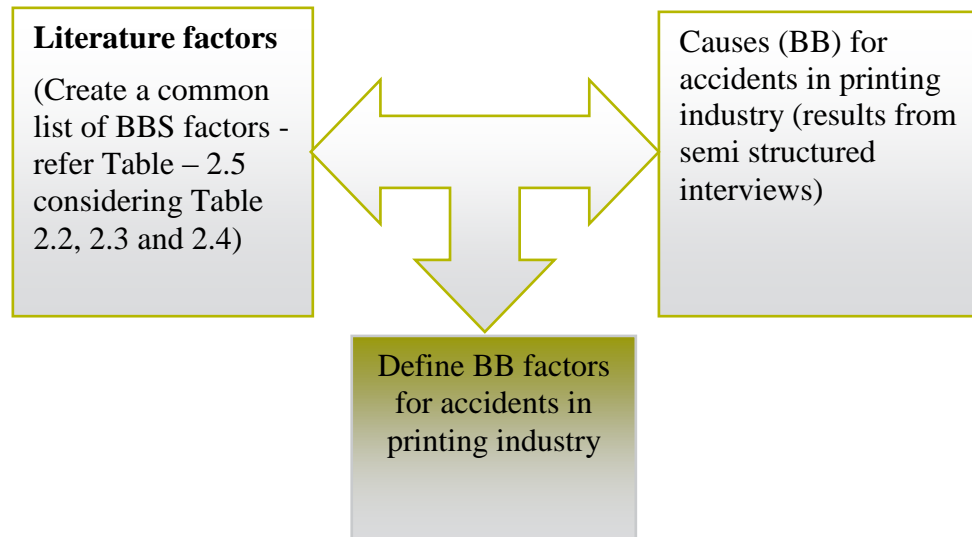 Literature factors
(Create a common
list of BBS factors -
refer Table – 2.5
considering Table
2.2, 2.3 and 2.4)
Causes (BB) for
accidents in printing
industry (results from
semi structured
interviews)
Define BB factors
for accidents in
printing industry